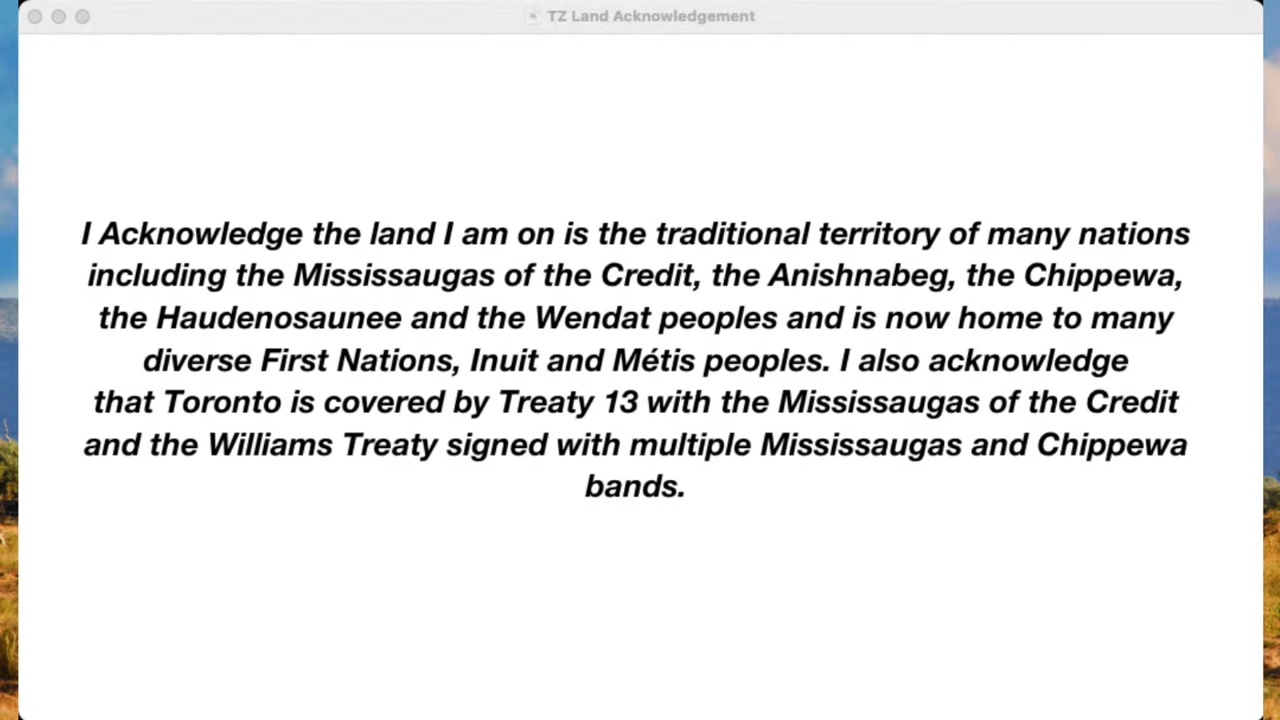 TZ Land Acknowledgement
I Acknowledge the land I am on is the traditional territory of many nations
including the Mississaugas of the Credit, the Anishnabeg, the Chippewa,
the Haudenosaunee and the Wendat peoples and is now home to many
diverse First Nations, Inuit and Métis peoples. I also acknowledge
that Toronto is covered by Treaty 13 with the Mississaugas of the Credit
and the Williams Treaty signed with multiple Mississaugas and Chippewa
bands.